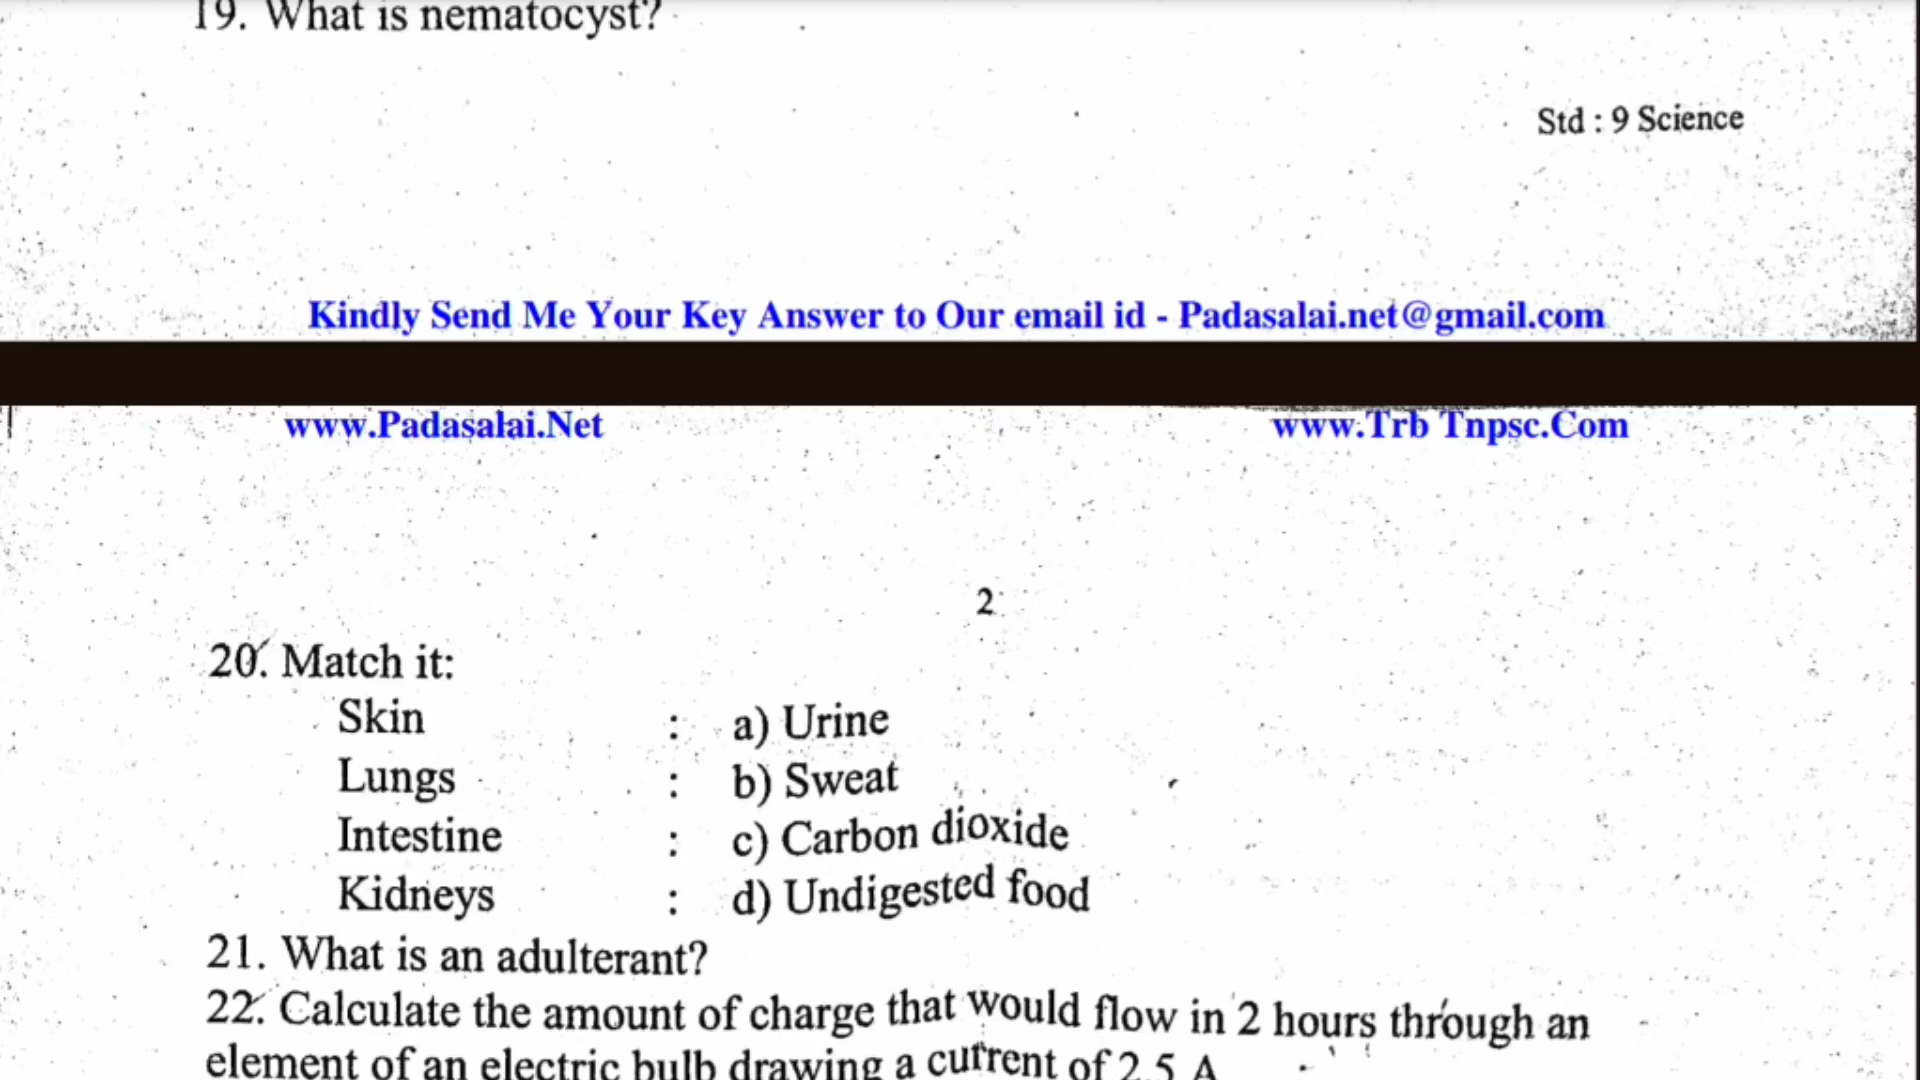 19. What is nematocyst?
Std : 9 Science
Kindly Send Me Your Key Answer to Our email id - Padasalai.net@gmail.com
www.Padasalai.Net www.Trb Tnpsc.Com
2
20. Match it:
Skin : a) Urine
Lungs : b) Sweat
Intestine : c) Carbon dioxide
Kidneys : d) Undigested food
21. What is an adulterant?
22. Calculate the amount of charge that would flow in 2 hours through an
element of an electric bulb drawing a current of 2.5 A